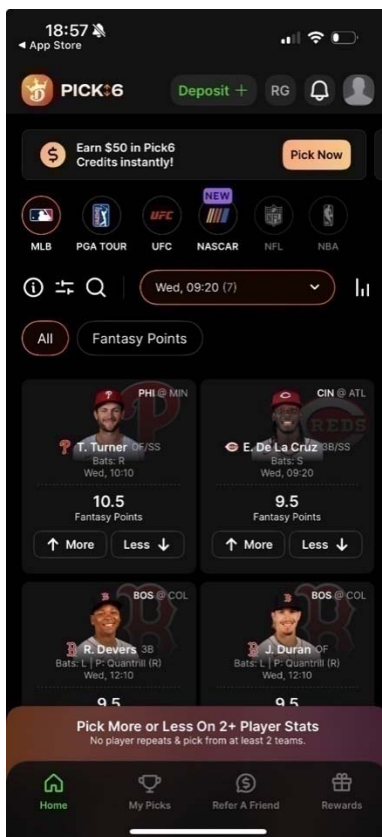 18:57
◀ App Store
PICK6
Deposit +
RG
Earn $50 in Pick6
Credits instantly!
Pick Now
NEW
MLB
PGA TOUR
UFC
NASCAR
NFL
NBA
Wed, 09:20 (7)
All
Fantasy Points
PHI @ MIN
T. Turner OF/SS
Bats: R
Wed, 10:10
10.5
Fantasy Points
↑ More
Less ↓
CIN @ ATL
REDS
E. De La Cruz 3B/SS
Bats: S
Wed, 09:20
9.5
Fantasy Points
↑ More
Less ↓
BOS @ COL
R. Devers 3B
Bats: L | P: Quantrill (R)
Wed, 12:10
9.5
BOS @ COL
J. Duran OF
Bats: L | P: Quantrill (R)
Wed, 12:10
9.5
Pick More or Less On 2+ Player Stats
No player repeats & pick from at least 2 teams.
Home
My Picks
Refer A Friend
Rewards